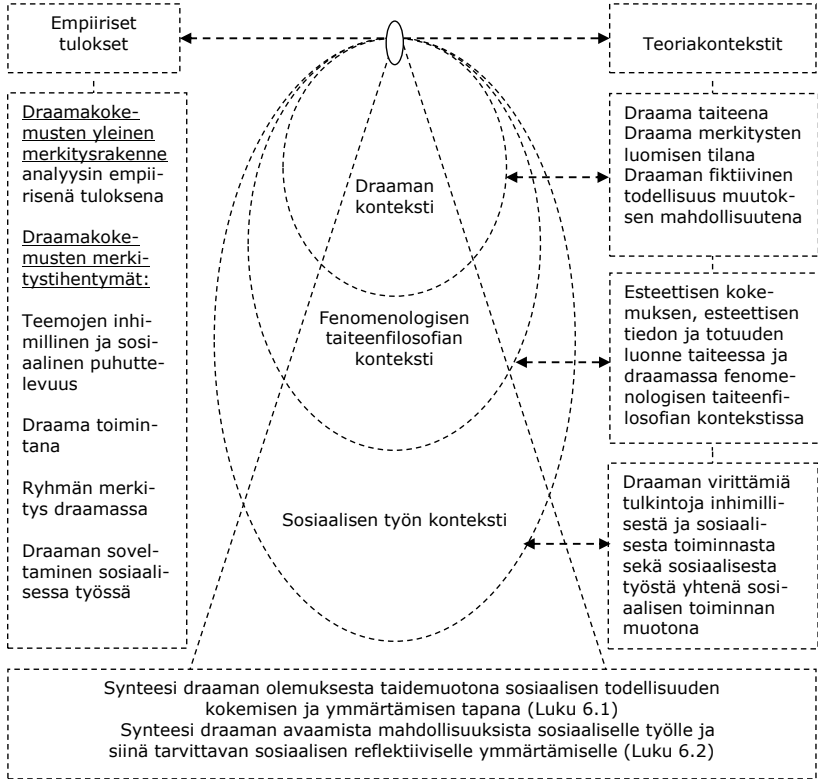 Empiiriset
tulokset
Teoriakontekstit
Draamakoke-
musten yleinen
merkitysrakenne
analyysin empii-
risenä tuloksena
Draamakoke-
musten merki-
tystihentymät:
Teemojen inhi-
millinen ja sosi-
aalinen puhutte-
levuus
Draama toimin-
tana
Ryhmän merki-
tys draamassa
Draaman sovel-
taminen sosiaali-
sessa työssä
Draaman
konteksti
Fenomenologisen
taiteenfilosofian
konteksti
Sosiaalisen työn konteksti
Draama taiteena
Draama merkitysten
luomisen tilana
Draaman fiktiivinen
todellisuus muutok-
sen mahdollisuutena
Esteettisen koke-
muksen, esteettisen
tiedon ja totuuden
luonne taiteessa ja
draamassa fenome-
nologisen taiteenfi-
losofian kontekstissa
Draaman virittämiä
tulkintoja inhimilli-
sestä ja sosiaali-
sesta toiminnasta
sekä sosiaalisesta
työstä yhtenä sosi-
aalisen toiminnan
muotona
Synteesi draaman olemuksesta taidemuotona sosiaalisen todellisuuden
kokemisen ja ymmärtämisen tapana (Luku 6.1)
Synteesi draaman avaamista mahdollisuuksista sosiaaliselle työlle ja
siinä tarvittavan sosiaalisen reflektiiviselle ymmärtämiselle (Luku 6.2)